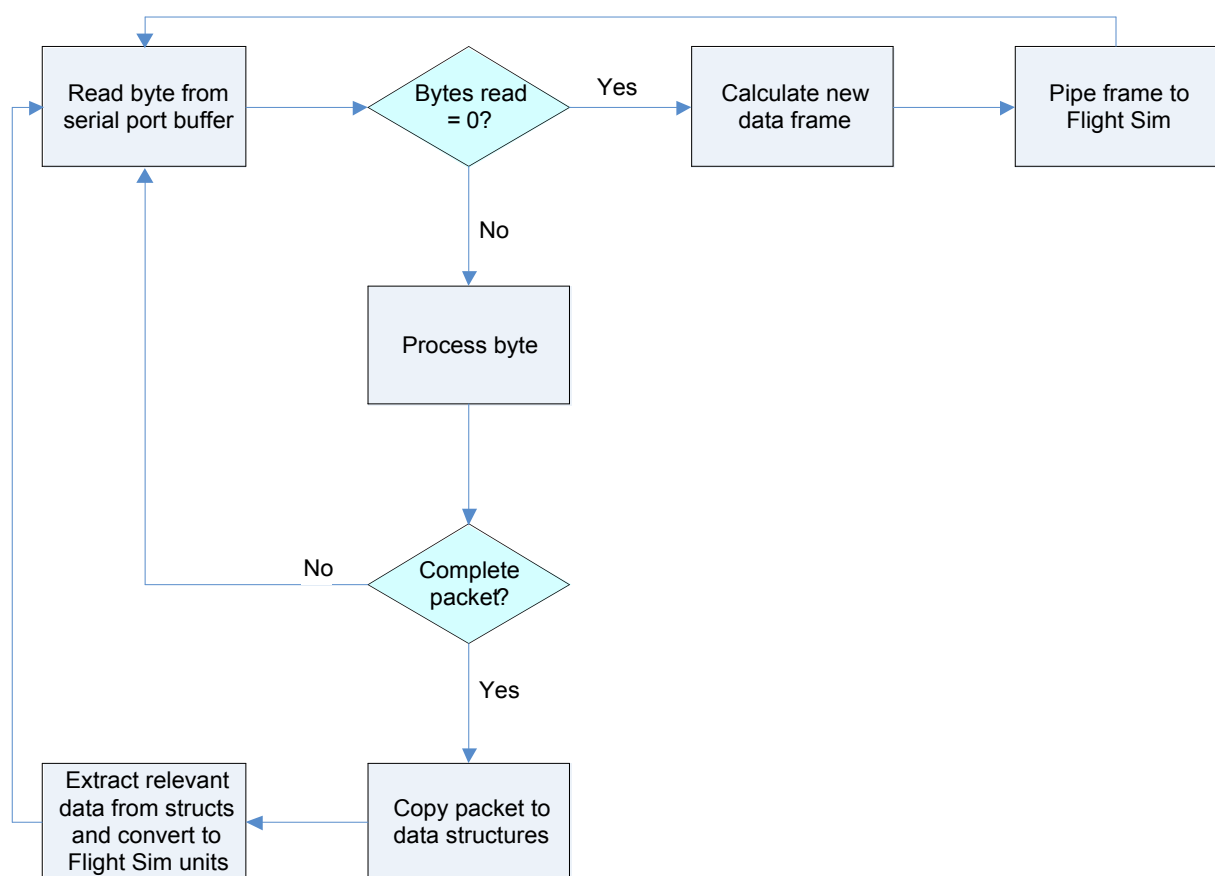 Read byte from
serial port buffer
Bytes read
= 0?
Yes
Calculate new
data frame
Pipe frame to
Flight Sim
No
Process byte
No
Complete
packet?
Yes
Extract relevant
data from structs
and convert to
Flight Sim units
Copy packet to
data structures